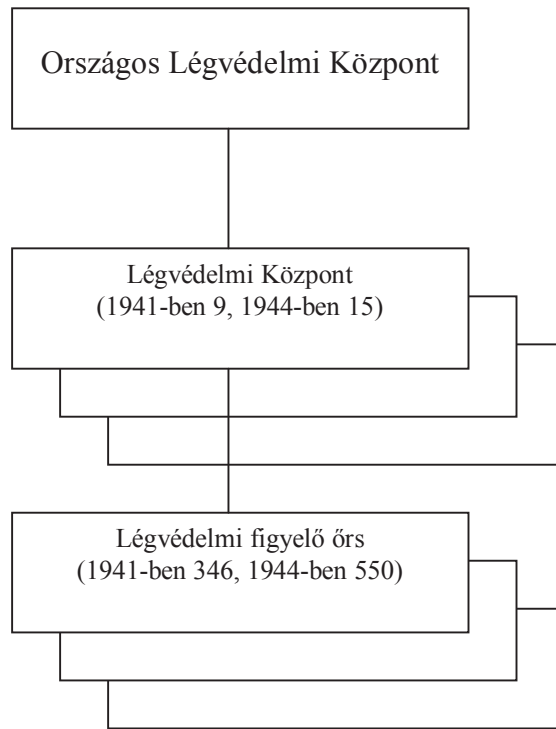 Országos Légvédelmi Központ
Légvédelmi Központ
(1941-ben 9, 1944-ben 15)
Légvédelmi figyelő őrs
(1941-ben 346, 1944-ben 550)